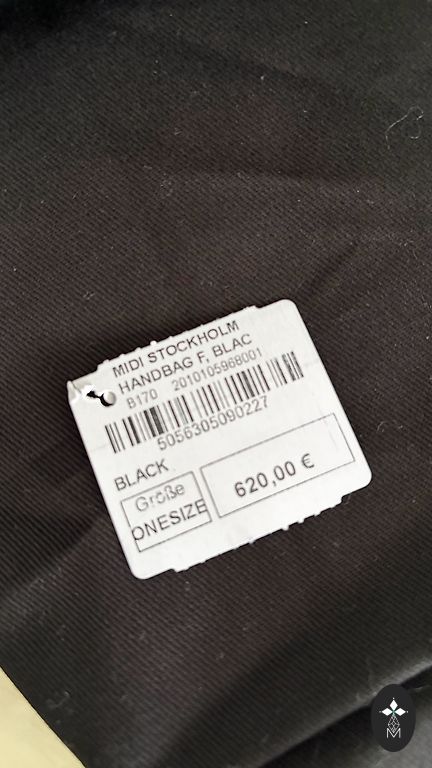 MIDI STOCKHOLM
HANDBAG F, BLAC
B170 2010105968001
5056305090227
BLACK
Größe
ONESIZE
620,00 €
M